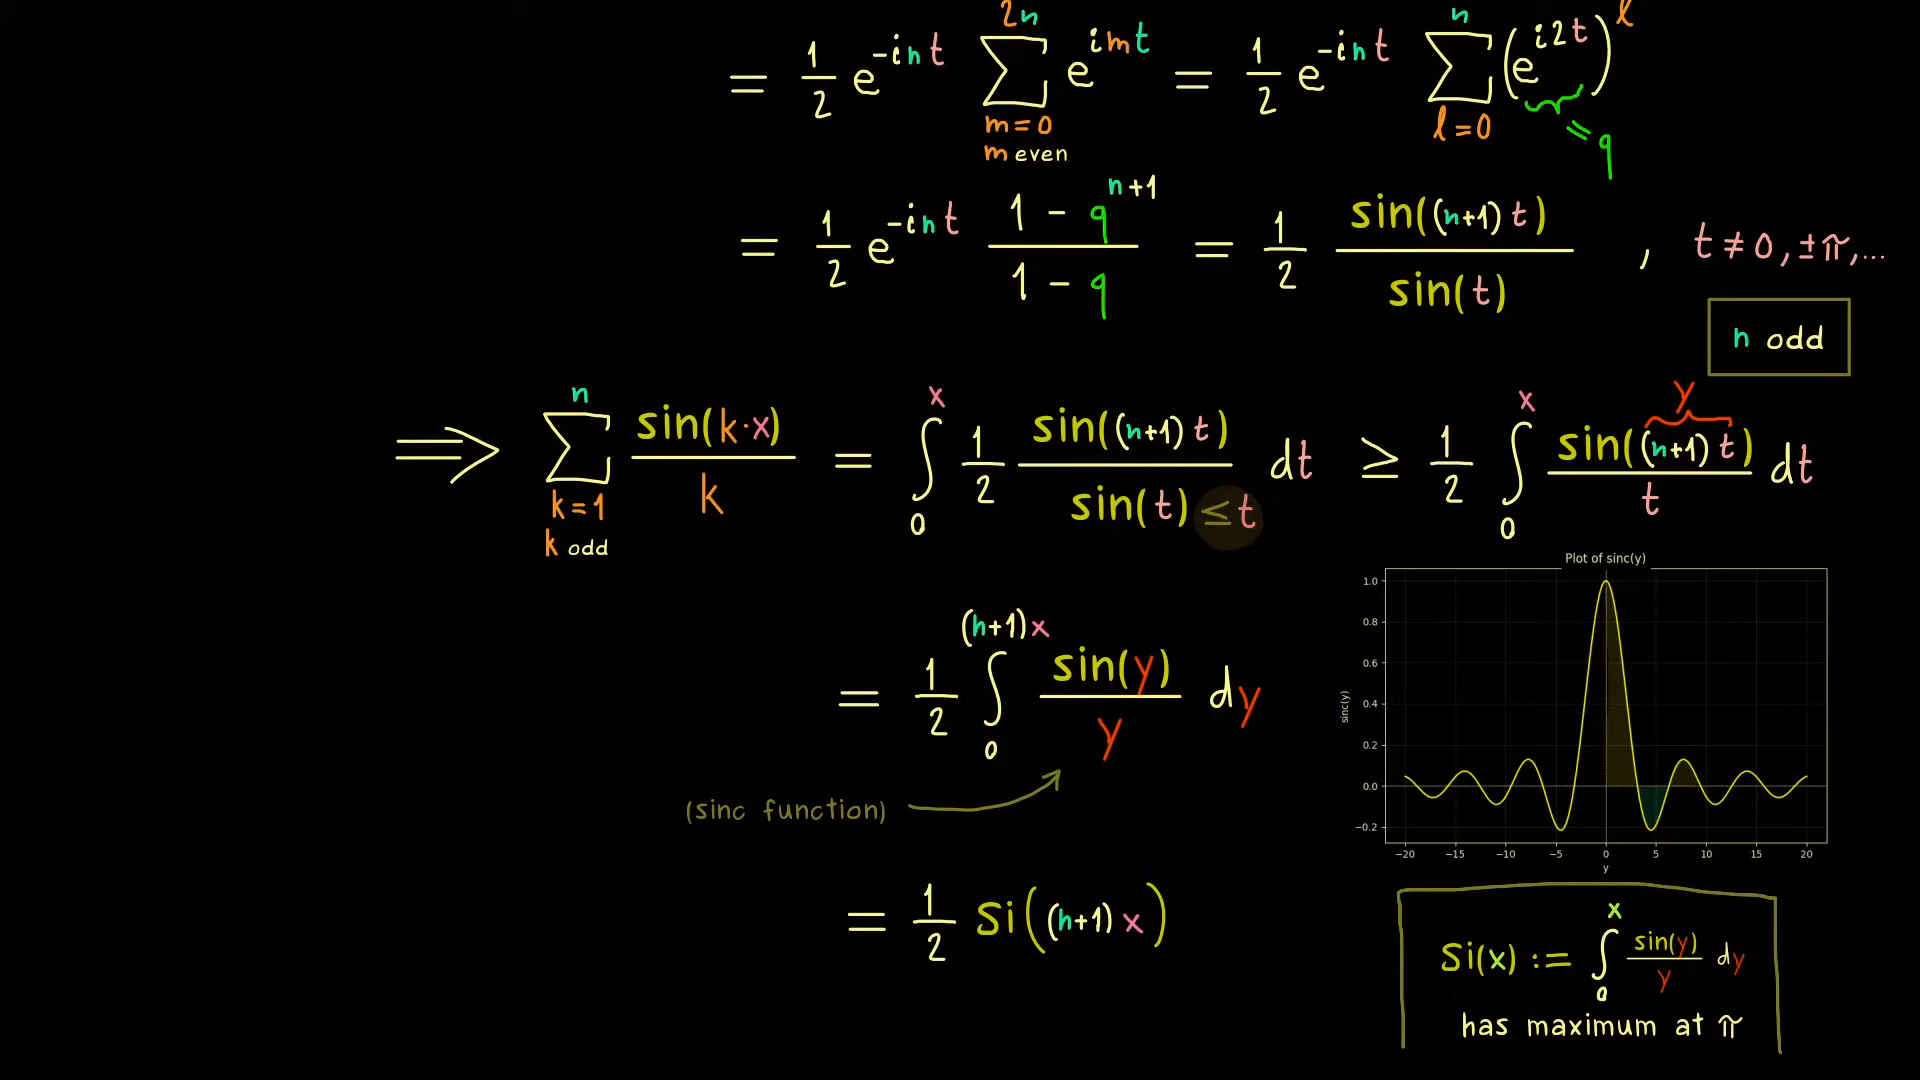 = 1/2 e^{-int} ∑_{m=0, m even}^{2n} e^{imt} = 1/2 e^{-int} ∑_{l=0}^{n} (e^{i2t})^l
= q
= 1/2 e^{-int} (1 - q^{n+1})/(1 - q) = 1/2 sin((n+1)t)/sin(t) , t ≠ 0, ±π, ...
n odd
⟹ ∑_{k=1, k odd}^{n} sin(k·x)/k = ∫_0^x 1/2 sin((n+1)t)/(sin(t) ≤ t) dt ≥ 1/2 ∫_0^x sin((n+1)t)/t dt
y
= 1/2 ∫_0^{(n+1)x} sin(y)/y dy
(sinc function)
Plot of sinc(y)
sinc(y)
1.0
0.8
0.6
0.4
0.2
0.0
−0.2
−20 −15 −10 −5 0 5 10 15 20
y
= 1/2 Si((n+1)x)
Si(x) := ∫_0^x sin(y)/y dy
has maximum at π